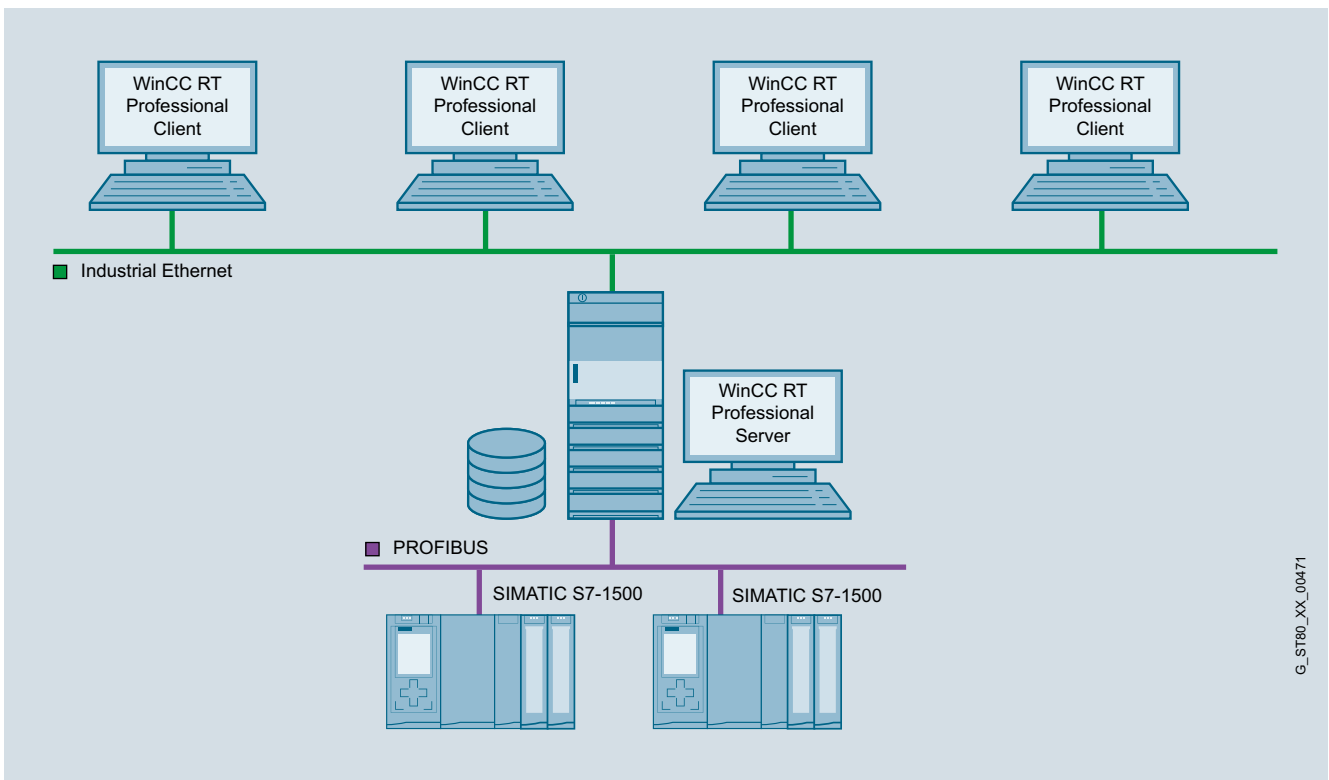 WinCC RT
Professional
Client
WinCC RT
Professional
Client
WinCC RT
Professional
Client
WinCC RT
Professional
Client
Industrial Ethernet
WinCC RT
Professional
Server
PROFIBUS
SIMATIC S7-1500
SIMATIC S7-1500
G_ST80_XX_00471